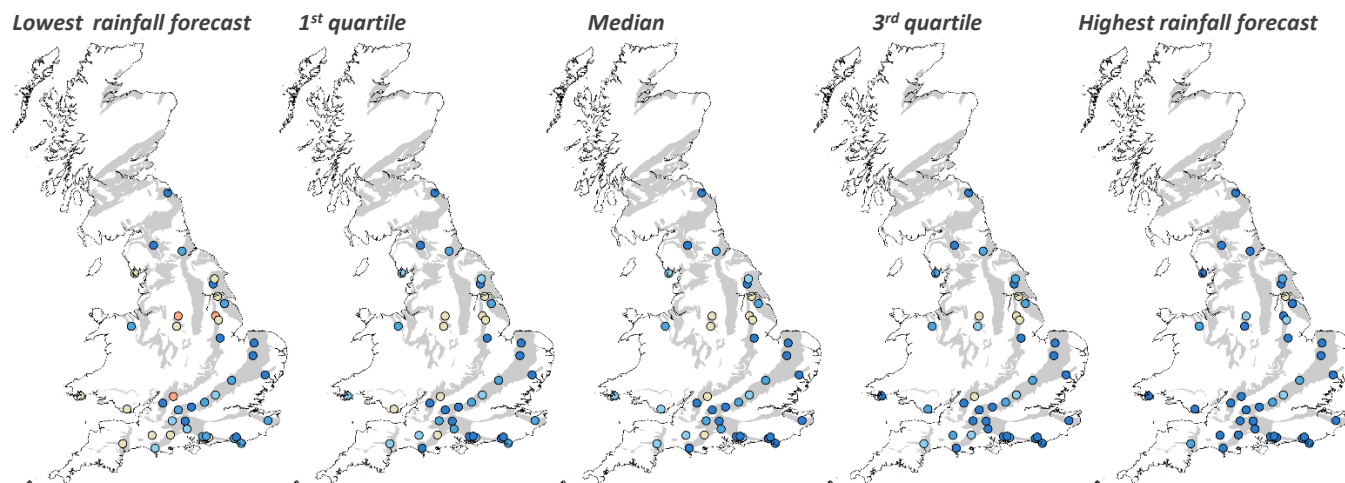 Lowest rainfall forecast
1st quartile
Median
3rd quartile
Highest rainfall forecast